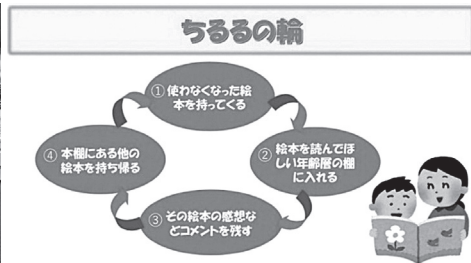 ちるるの輪
① 使わなくなった絵
本を持ってくる
② 絵本を読んでほ
しい年齢層の棚
に入れる
③ その絵本の感想な
どコメントを残す
④ 本棚にある他の
絵本を持ち帰る